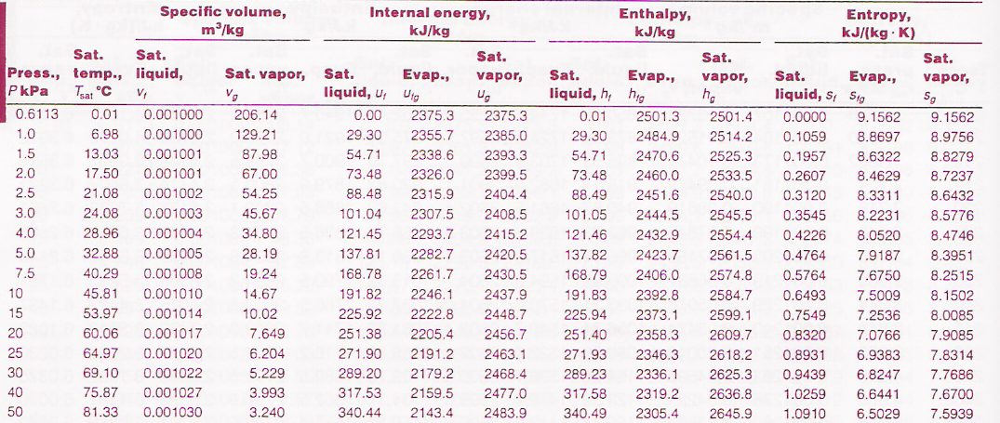 Specific volume, Internal energy, Enthalpy, Entropy,
m³/kg kJ/kg kJ/kg kJ/(kg · K)
Sat. Sat. Sat. Sat. Sat.
Press., temp., liquid, Sat. vapor, Sat. Evap., vapor, Sat. Evap., vapor, Sat. Evap., vapor,
P kPa Tsat °C vf vg liquid, uf ufg ug liquid, hf hfg hg liquid, sf sfg sg
0.6113 0.01 0.001000 206.14 0.00 2375.3 2375.3 0.01 2501.3 2501.4 0.0000 9.1562 9.1562
1.0 6.98 0.001000 129.21 29.30 2355.7 2385.0 29.30 2484.9 2514.2 0.1059 8.8697 8.9756
1.5 13.03 0.001001 87.98 54.71 2338.6 2393.3 54.71 2470.6 2525.3 0.1957 8.6322 8.8279
2.0 17.50 0.001001 67.00 73.48 2326.0 2399.5 73.48 2460.0 2533.5 0.2607 8.4629 8.7237
2.5 21.08 0.001002 54.25 88.48 2315.9 2404.4 88.49 2451.6 2540.0 0.3120 8.3311 8.6432
3.0 24.08 0.001003 45.67 101.04 2307.5 2408.5 101.05 2444.5 2545.5 0.3545 8.2231 8.5776
4.0 28.96 0.001004 34.80 121.45 2293.7 2415.2 121.46 2432.9 2554.4 0.4226 8.0520 8.4746
5.0 32.88 0.001005 28.19 137.81 2282.7 2420.5 137.82 2423.7 2561.5 0.4764 7.9187 8.3951
7.5 40.29 0.001008 19.24 168.78 2261.7 2430.5 168.79 2406.0 2574.8 0.5764 7.6750 8.2515
10 45.81 0.001010 14.67 191.82 2246.1 2437.9 191.83 2392.8 2584.7 0.6493 7.5009 8.1502
15 53.97 0.001014 10.02 225.92 2222.8 2448.7 225.94 2373.1 2599.1 0.7549 7.2536 8.0085
20 60.06 0.001017 7.649 251.38 2205.4 2456.7 251.40 2358.3 2609.7 0.8320 7.0766 7.9085
25 64.97 0.001020 6.204 271.90 2191.2 2463.1 271.93 2346.3 2618.2 0.8931 6.9383 7.8314
30 69.10 0.001022 5.229 289.20 2179.2 2468.4 289.23 2336.1 2625.3 0.9439 6.8247 7.7686
40 75.87 0.001027 3.993 317.53 2159.5 2477.0 317.58 2319.2 2636.8 1.0259 6.6441 7.6700
50 81.33 0.001030 3.240 340.44 2143.4 2483.9 340.49 2305.4 2645.9 1.0910 6.5029 7.5939